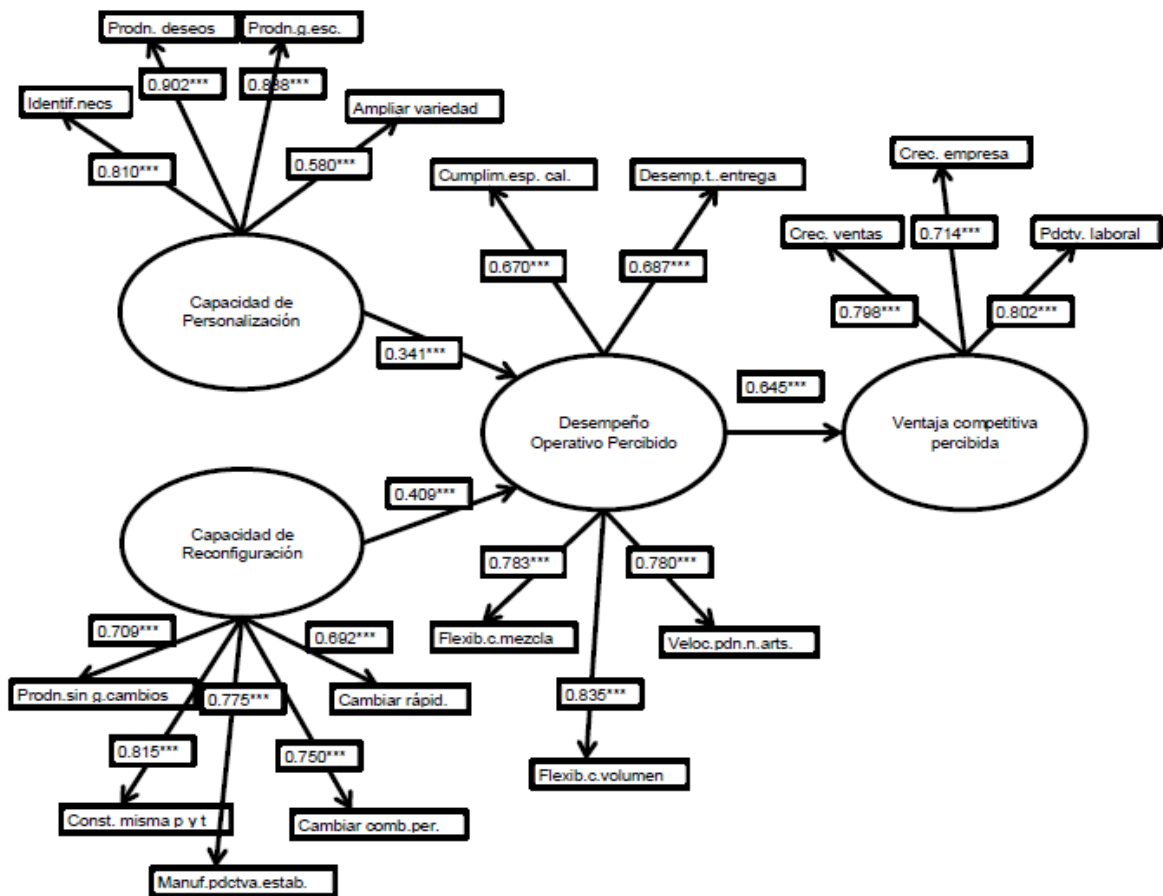 Prodn. deseos
Prodn.g.esc.
0.902***
0.838***
Identif.necs
Ampliar variedad
0.810***
0.580***
Crec. empresa
Cumplim.esp. cal.
Desemp.t..entrega
Crec. ventas
0.714***
Pdctv. laboral
0.670***
0.687***
0.798***
0.802***
Capacidad de
Personalización
0.341***
0.645***
Desempeño
Operativo Percibido
Ventaja competitiva
percibida
0.409***
Capacidad de
Reconfiguración
0.783***
0.780***
0.709***
0.692***
Flexib.c.mezcla
Veloc.pdn.n.arts.
Prodn.sin g.cambios
0.775***
Cambiar rápid.
0.835***
0.815***
0.750***
Flexib.c.volumen
Const. misma p y t
Cambiar comb.per.
Manuf.pdctva.estab.